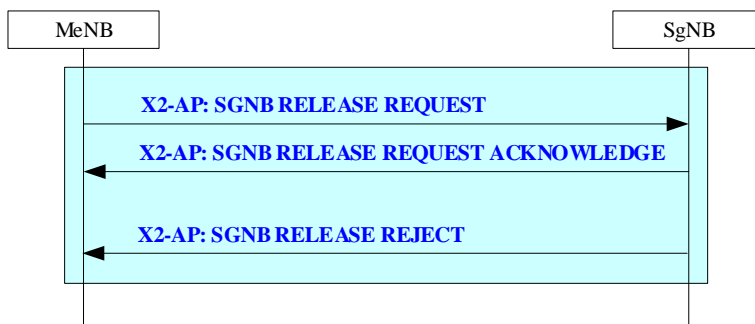 MeNB
SgNB
X2-AP: SGNB RELEASE REQUEST
X2-AP: SGNB RELEASE REQUEST ACKNOWLEDGE
X2-AP: SGNB RELEASE REJECT